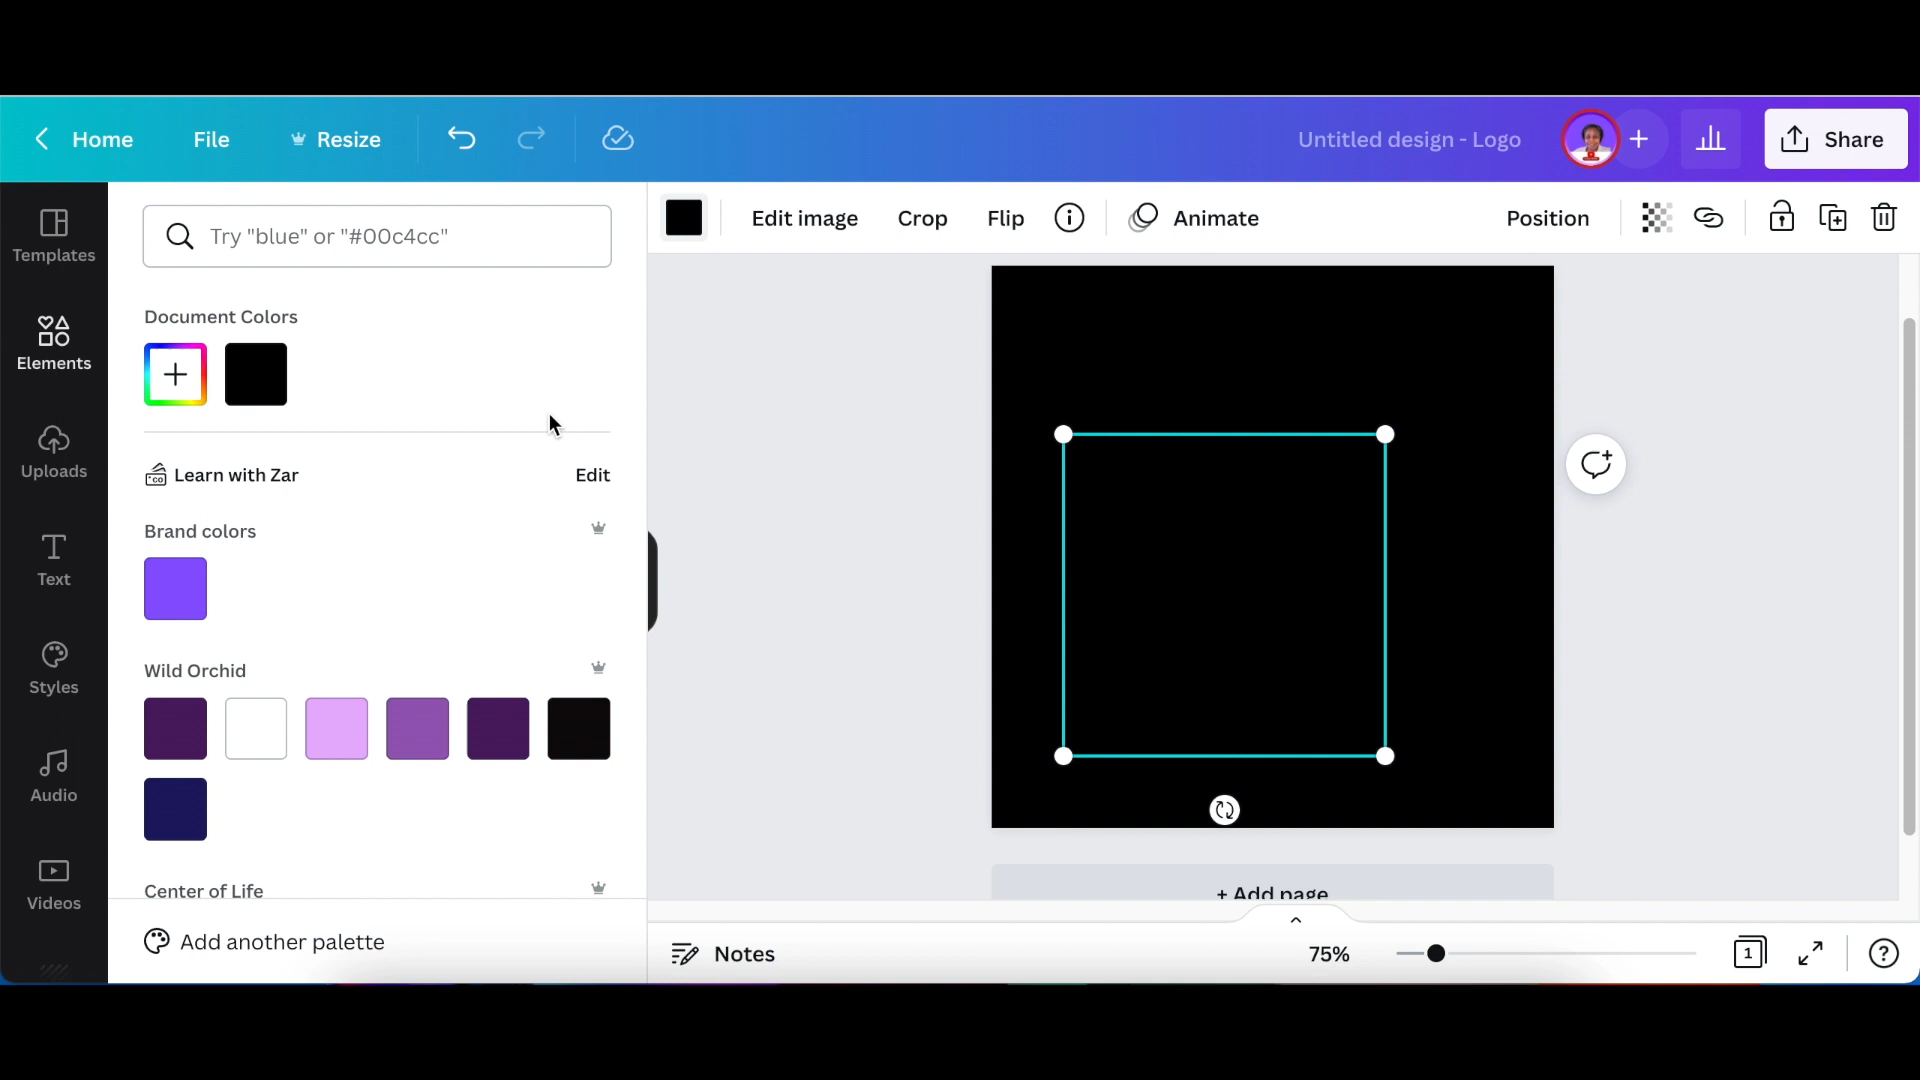 Home
File
Resize
Untitled design - Logo
+
Share
Templates
Elements
Uploads
Text
Styles
Audio
Videos
Try "blue" or "#00c4cc"
Document Colors
+
CO
Learn with Zar
Edit
Brand colors
Wild Orchid
Center of Life
Add another palette
Edit image
Crop
Flip
Animate
Position
+ Add page
Notes
75%
1
?